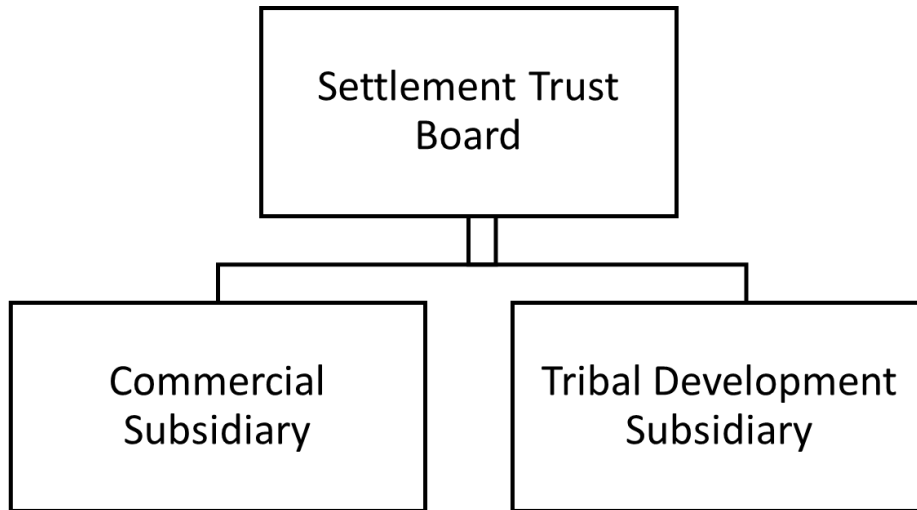 Settlement Trust
Board
Commercial
Subsidiary
Tribal Development
Subsidiary